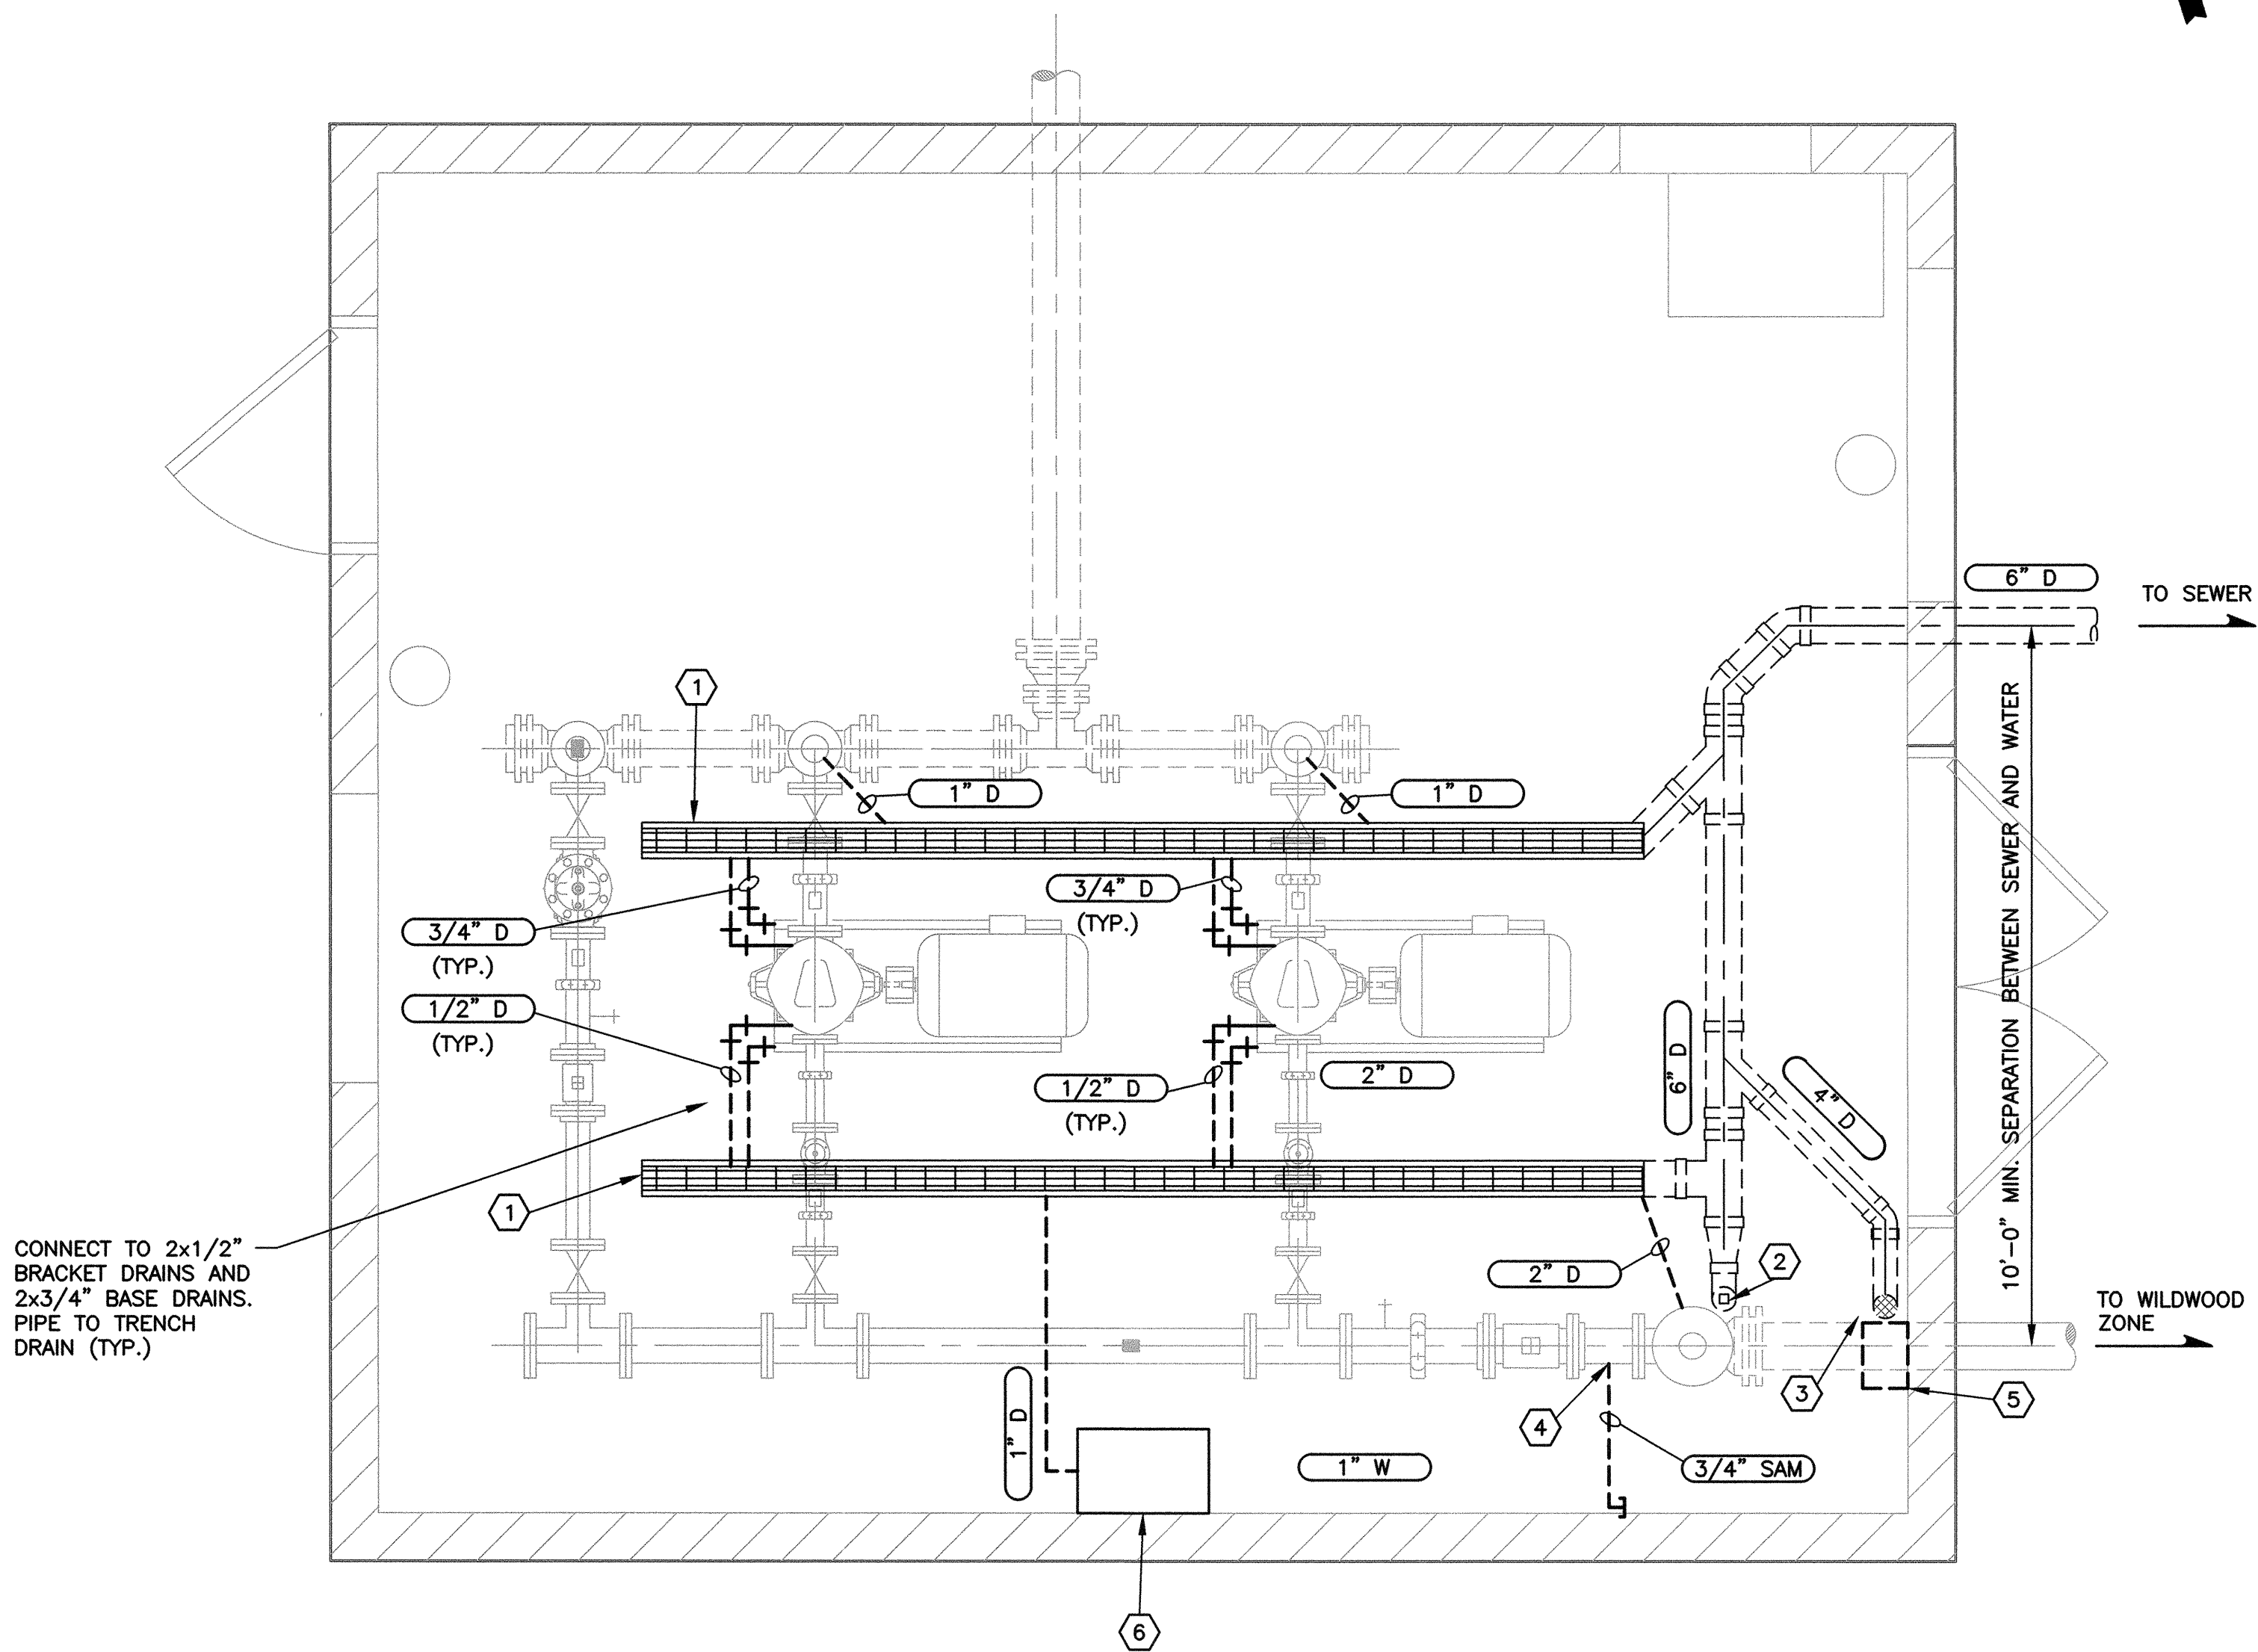 6” D
TO SEWER
1
1” D
1” D
3/4” D
(TYP.)
3/4” D
(TYP.)
1/2” D
(TYP.)
1/2” D
(TYP.)
2” D
6” D
4” D
10’–0” MIN. SEPARATION BETWEEN SEWER AND WATER
1
CONNECT TO 2x1/2”
BRACKET DRAINS AND
2x3/4” BASE DRAINS.
PIPE TO TRENCH
DRAIN (TYP.)
2” D
2
TO WILDWOOD
ZONE
3
5
4
1” D
1” W
3/4” SAM
6